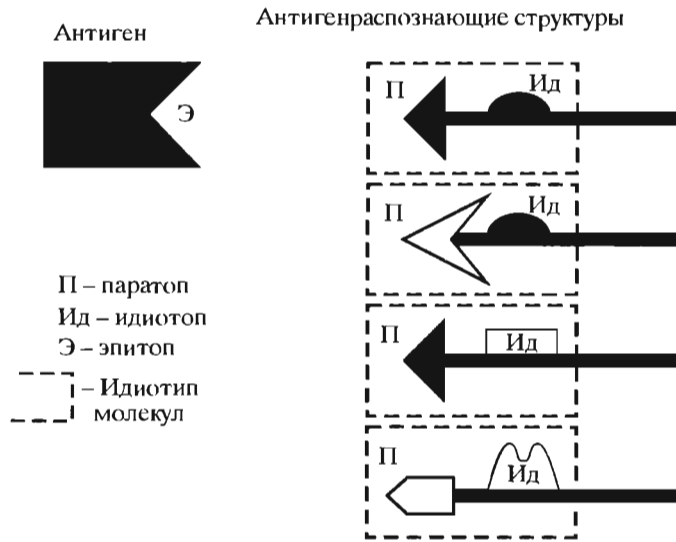 Антиген
Антигенраспознающие структуры
Э
П
Ид
П
Ид
П
Ид
П
Ид
П – паратоп
Ид – идиотоп
Э – эпитоп
– Идиотип
молекул